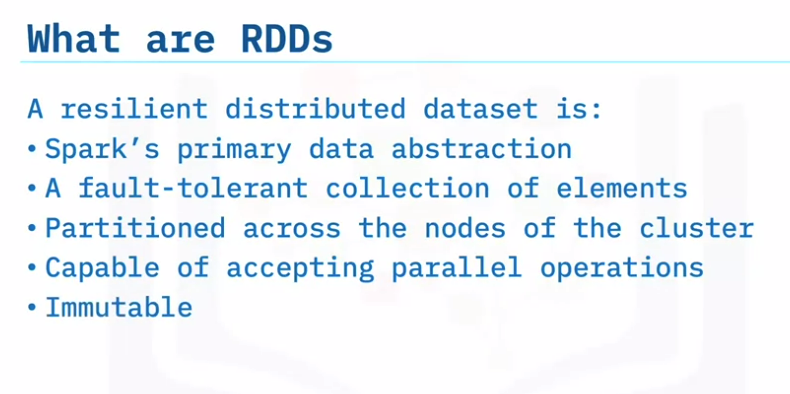 What are RDDs
A resilient distributed dataset is:
• Spark’s primary data abstraction
• A fault-tolerant collection of elements
• Partitioned across the nodes of the cluster
• Capable of accepting parallel operations
• Immutable